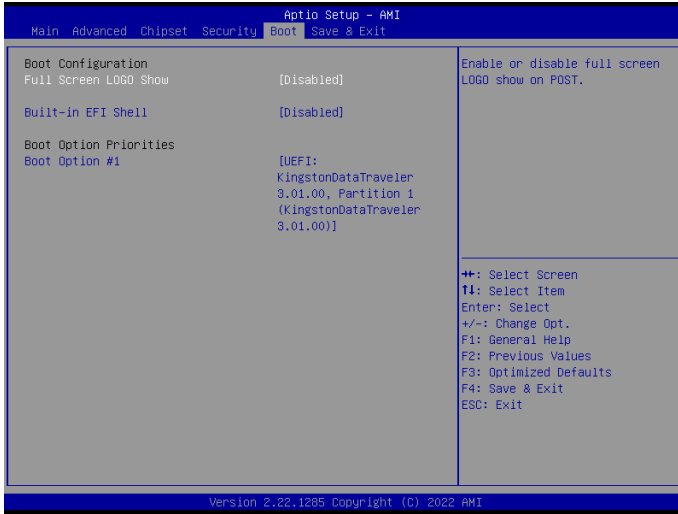 Aptio Setup - AMI
Main Advanced Chipset Security Boot Save & Exit
Boot Configuration
Full Screen LOGO Show [Disabled]
Built-in EFI Shell [Disabled]
Boot Option Priorities
Boot Option #1 [UEFI:
KingstonDataTraveler
3.01.00, Partition 1
(KingstonDataTraveler
3.01.00)]
Enable or disable full screen
LOGO show on POST.
→←: Select Screen
↑↓: Select Item
Enter: Select
+/-: Change Opt.
F1: General Help
F2: Previous Values
F3: Optimized Defaults
F4: Save & Exit
ESC: Exit
Version 2.22.1285 Copyright (C) 2022 AMI